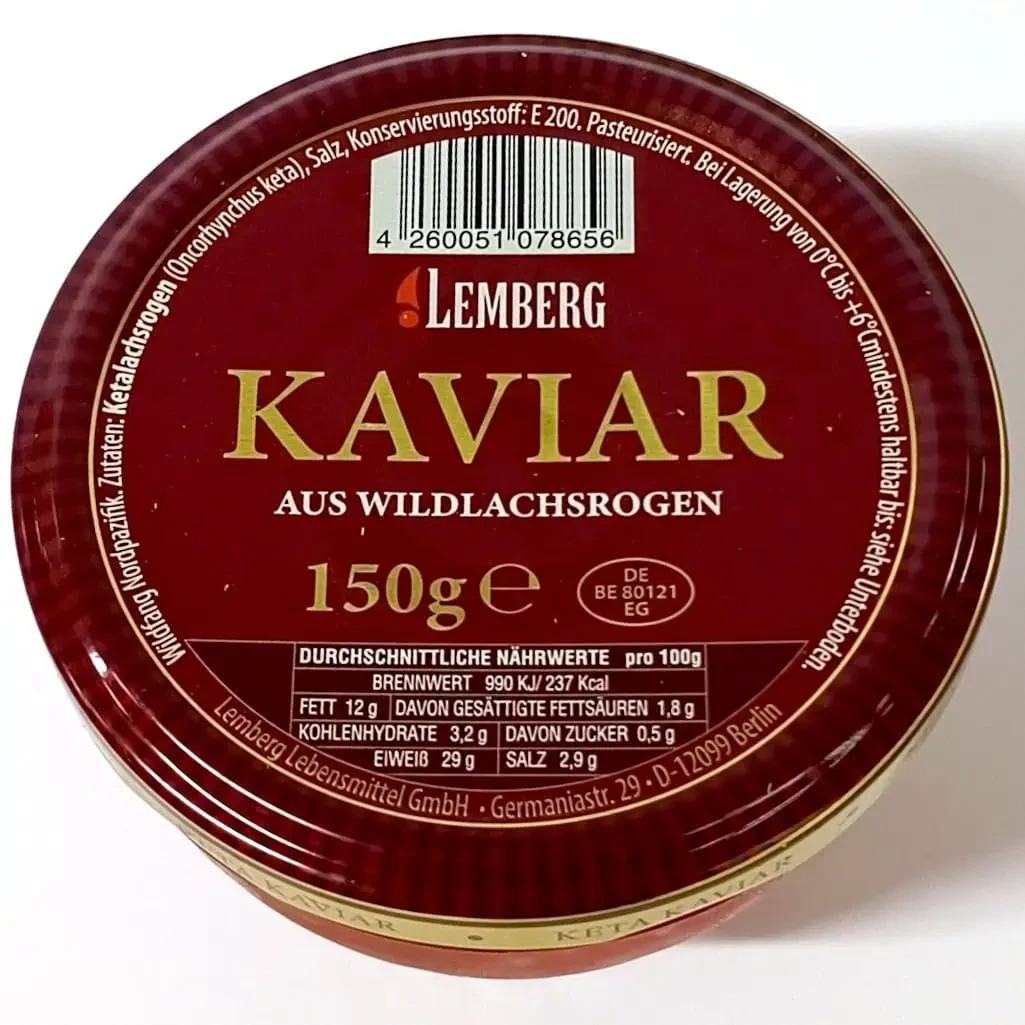 Wildfang Nordpazifik. Zutaten: Ketalachsrogen (Oncorhynchus keta), Salz, Konservierungsstoff: E 200. Pasteurisiert. Bei Lagerung von 0°C bis +6°C mindestens haltbar bis: siehe Unterboden.
4 260051 078656
LEMBERG
KAVIAR
AUS WILDLACHSROGEN
150g ℮
DE
BE 80121
EG
DURCHSCHNITTLICHE NÄHRWERTE pro 100g
BRENNWERT 990 KJ/ 237 Kcal
FETT 12 g DAVON GESÄTTIGTE FETTSÄUREN 1,8 g
KOHLENHYDRATE 3,2 g DAVON ZUCKER 0,5 g
EIWEIß 29 g SALZ 2,9 g
Lemberg Lebensmittel GmbH • Germaniastr. 29 • D-12099 Berlin
KETA KAVIAR • KETA KAVIAR